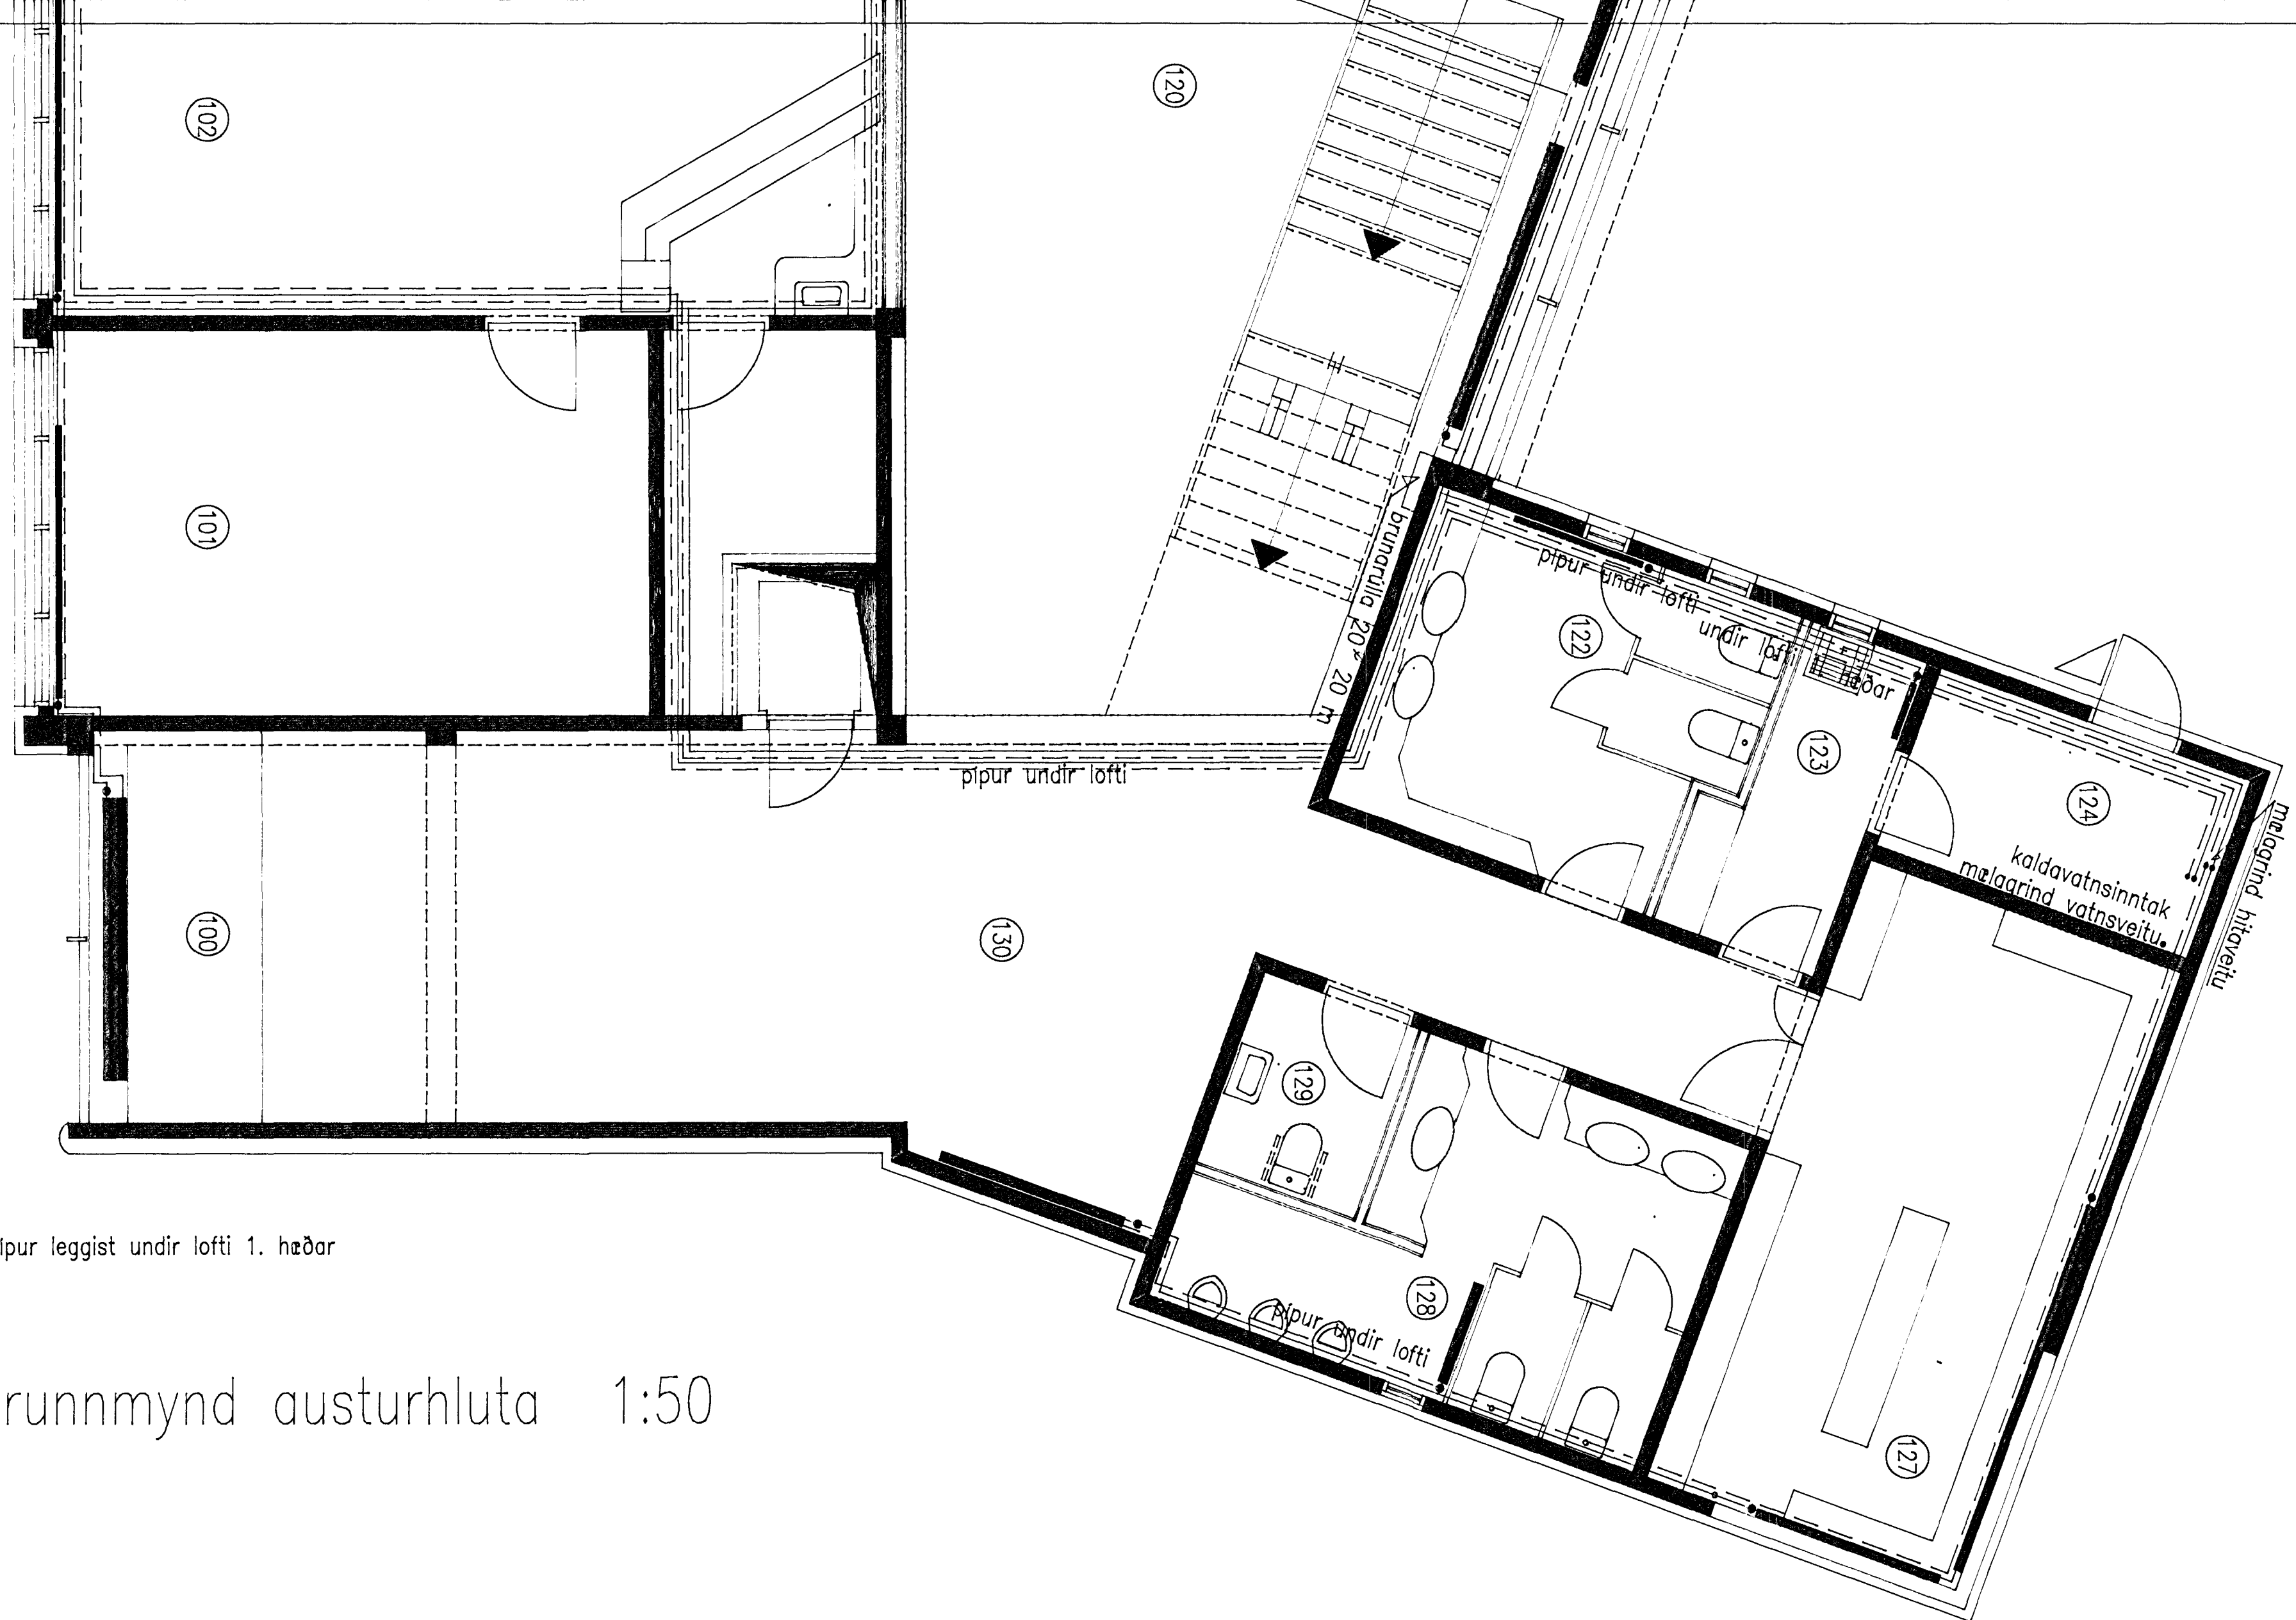 102
120
101
brunarúlla 20" 20 m
pípur undir lofti
122
undir lofti
hæðar
123
124
pípur undir lofti
kaldavatnsinntak
mælagrind vatnsveitu
mælagrind hitaveitu
100
130
129
128
pípur undir lofti
127
ípur leggist undir lofti 1. hæðar
runnmynd austurhluta 1:50